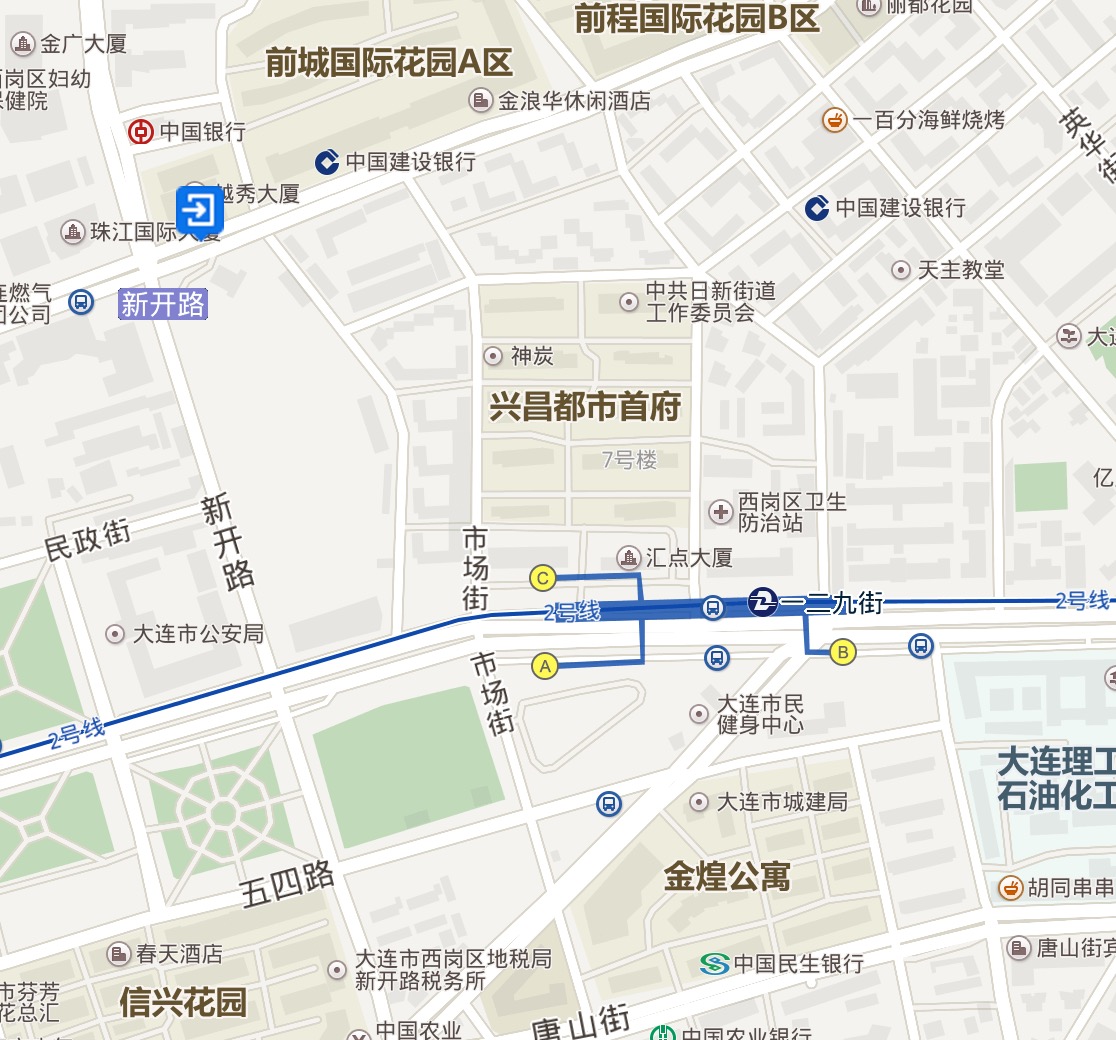 前程国际花园B区
丽都花园
金广大厦
前城国际花园A区
西岗区妇幼
保健院
金浪华休闲酒店
一百分海鲜烧烤
英华街
中国银行
中国建设银行
越秀大厦
珠江国际大厦
中国建设银行
天主教堂
连燃气
团公司
新开路
中共日新街道
工作委员会
大连
神炭
兴昌都市首府
7号楼
亿
西岗区卫生
防治站
新开路
民政街
市场街
汇点大厦
C
2号线
一二九街
2号线
大连市公安局
A
B
市场街
2号线
大连市民
健身中心
大连理工
石油化工
大连市城建局
五四路
金煌公寓
胡同串串
春天酒店
大连市西岗区地税局
新开路税务所
中国民生银行
唐山街宾
市芬芳
花总汇
信兴花园
中国农业
唐山街
中国农业银行